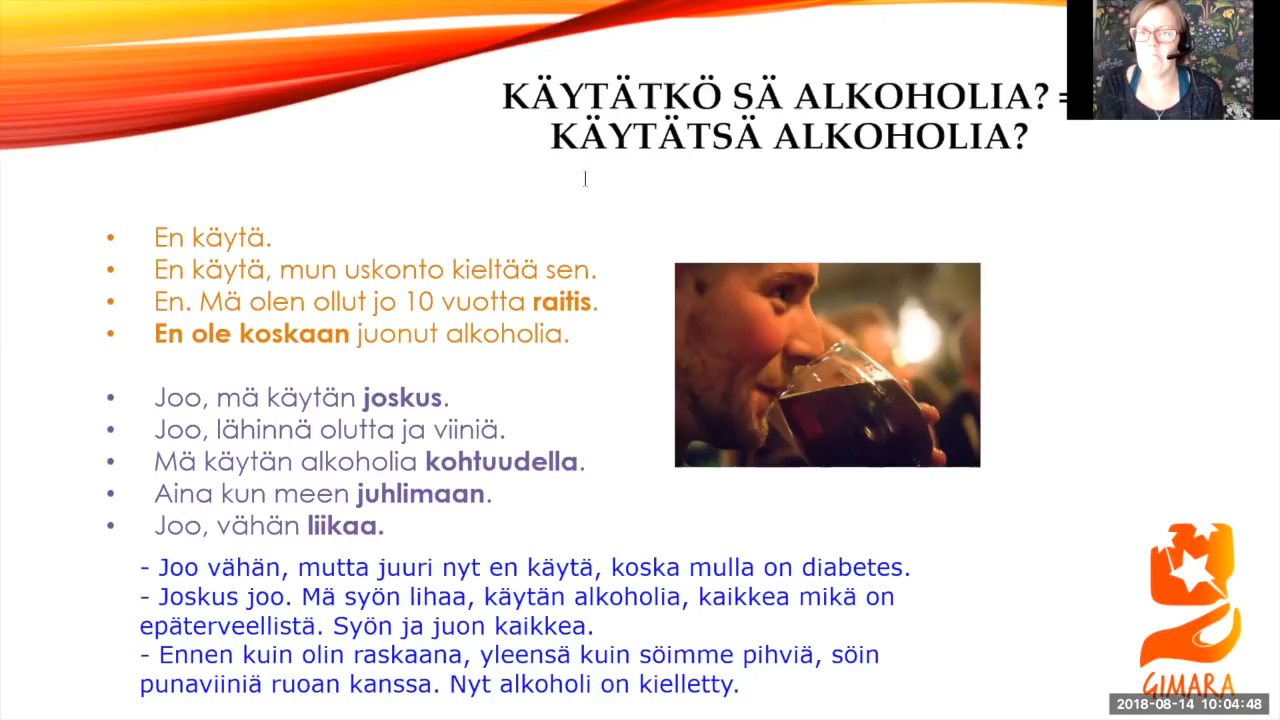 KÄYTÄTKÖ SÄ ALKOHOLIA? =
KÄYTÄTSÄ ALKOHOLIA?
• En käytä.
• En käytä, mun uskonto kieltää sen.
• En. Mä olen ollut jo 10 vuotta raitis.
• En ole koskaan juonut alkoholia.
• Joo, mä käytän joskus.
• Joo, lähinnä olutta ja viiniä.
• Mä käytän alkoholia kohtuudella.
• Aina kun meen juhlimaan.
• Joo, vähän liikaa.
- Joo vähän, mutta juuri nyt en käytä, koska mulla on diabetes.
- Joskus joo. Mä syön lihaa, käytän alkoholia, kaikkea mikä on
epäterveellistä. Syön ja juon kaikkea.
- Ennen kuin olin raskaana, yleensä kuin söimme pihviä, söin
punaviiniä ruoan kanssa. Nyt alkoholi on kielletty.
GIMARA
2018-08-14 10:04:48